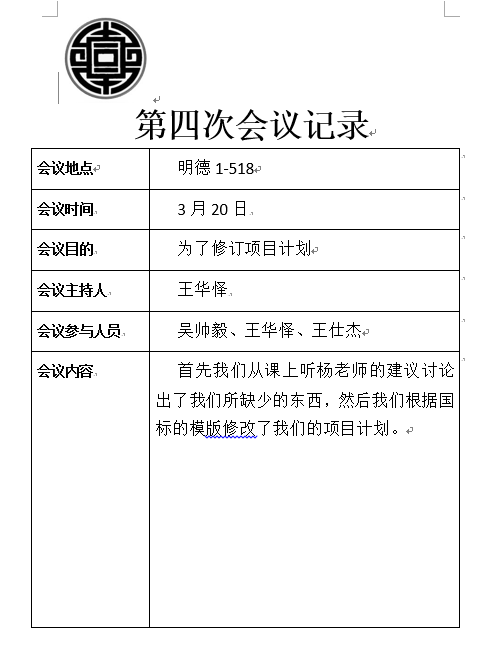 第四次会议记录
会议地点 明德 1-518
会议时间 3 月 20 日
会议目的 为了修订项目计划
会议主持人 王华怿
会议参与人员 吴帅毅、王华怿、王仕杰
会议内容 首先我们从课上听杨老师的建议讨论
出了我们所缺少的东西，然后我们根据国
标的模版修改了我们的项目计划。